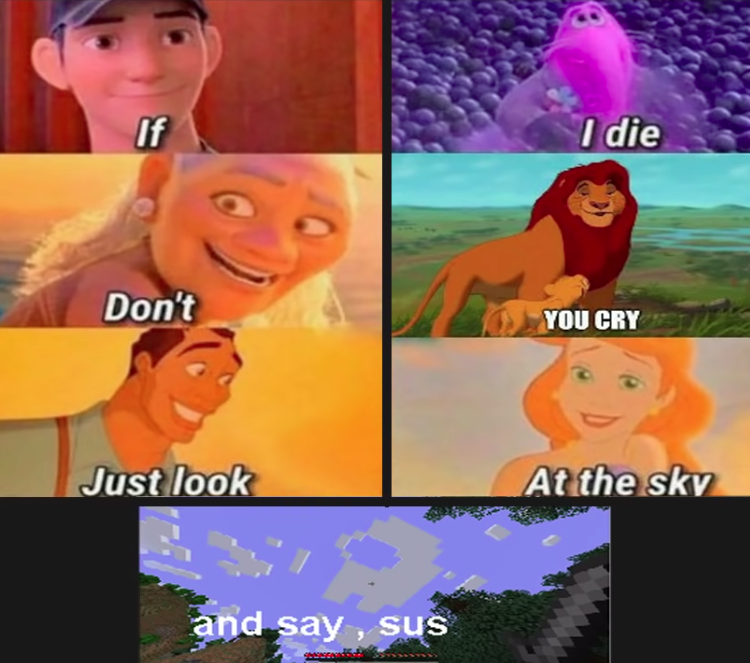 If
I die
Don't
YOU CRY
Just look
At the sky
and say , sus